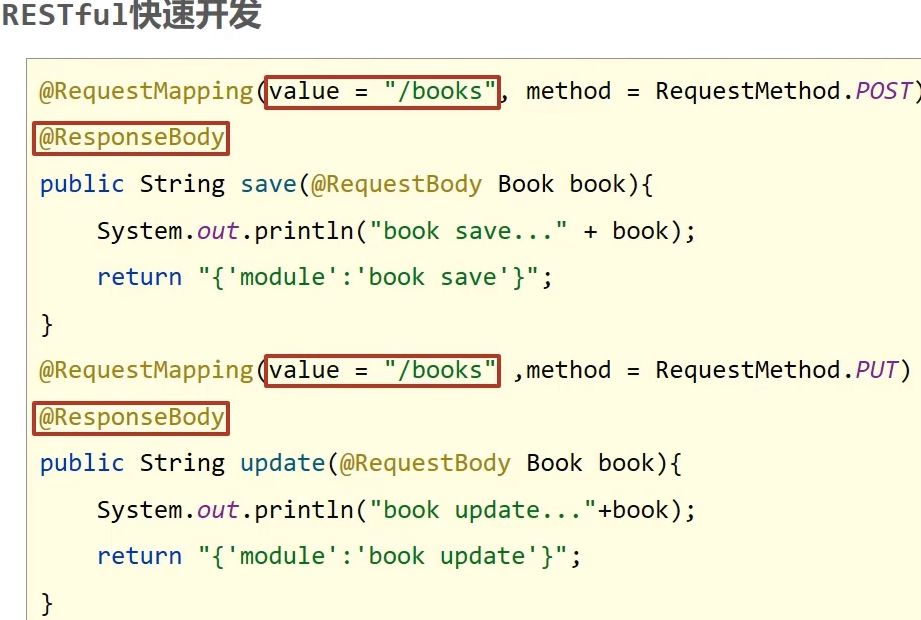 RESTful快速开发
@RequestMapping(value = "/books", method = RequestMethod.POST)
@ResponseBody
public String save(@RequestBody Book book){
    System.out.println("book save..." + book);
    return "{'module':'book save'}";
}
@RequestMapping(value = "/books" ,method = RequestMethod.PUT)
@ResponseBody
public String update(@RequestBody Book book){
    System.out.println("book update..."+book);
    return "{'module':'book update'}";
}